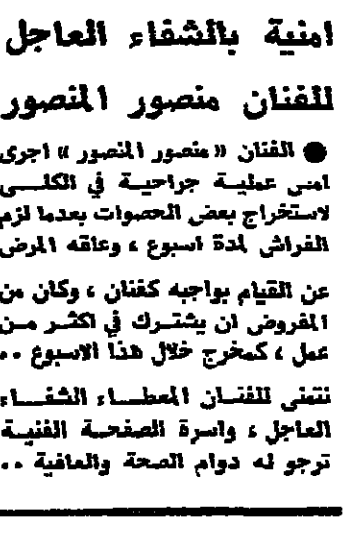 امنية بالشفاء العاجل
للفنان منصور المنصور
● الفنان « منصور المنصور » اجرى
امس عملية جراحية في الكلى
لاستخراج بعض الحصوات بعدما لزم
الفراش لمدة اسبوع ، وعاقه المرض
عن القيام بواجبه كفنان ، وكان من
المفروض ان يشترك في اكثر من
عمل ، كمخرج خلال هذا الاسبوع ..
نتمنى للفنان المعطاء الشفاء
العاجل ، واسرة الصفحة الفنية
ترجو له دوام الصحة والعافية ..